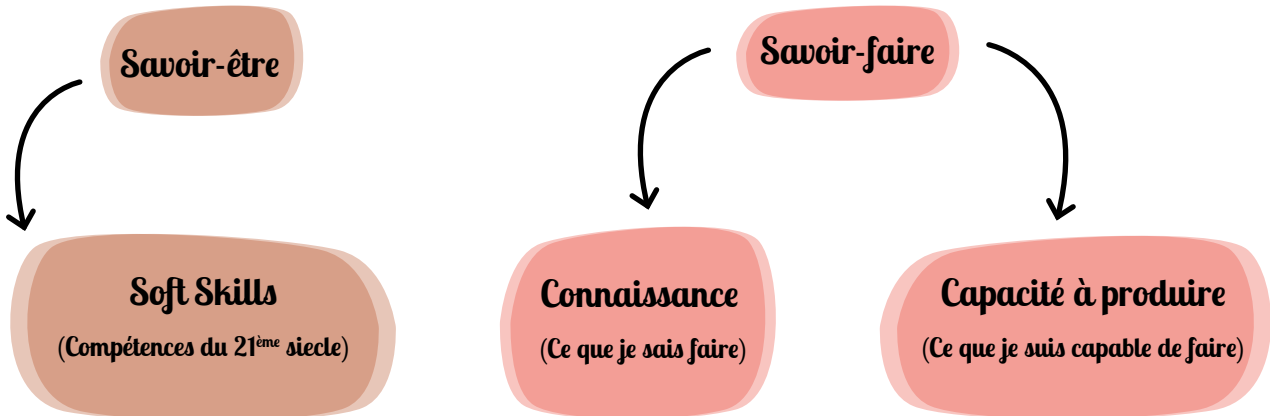 Savoir-être
Savoir-faire
Soft Skills
(Compétences du 21ème siecle)
Connaissance
(Ce que je sais faire)
Capacité à produire
(Ce que je suis capable de faire)